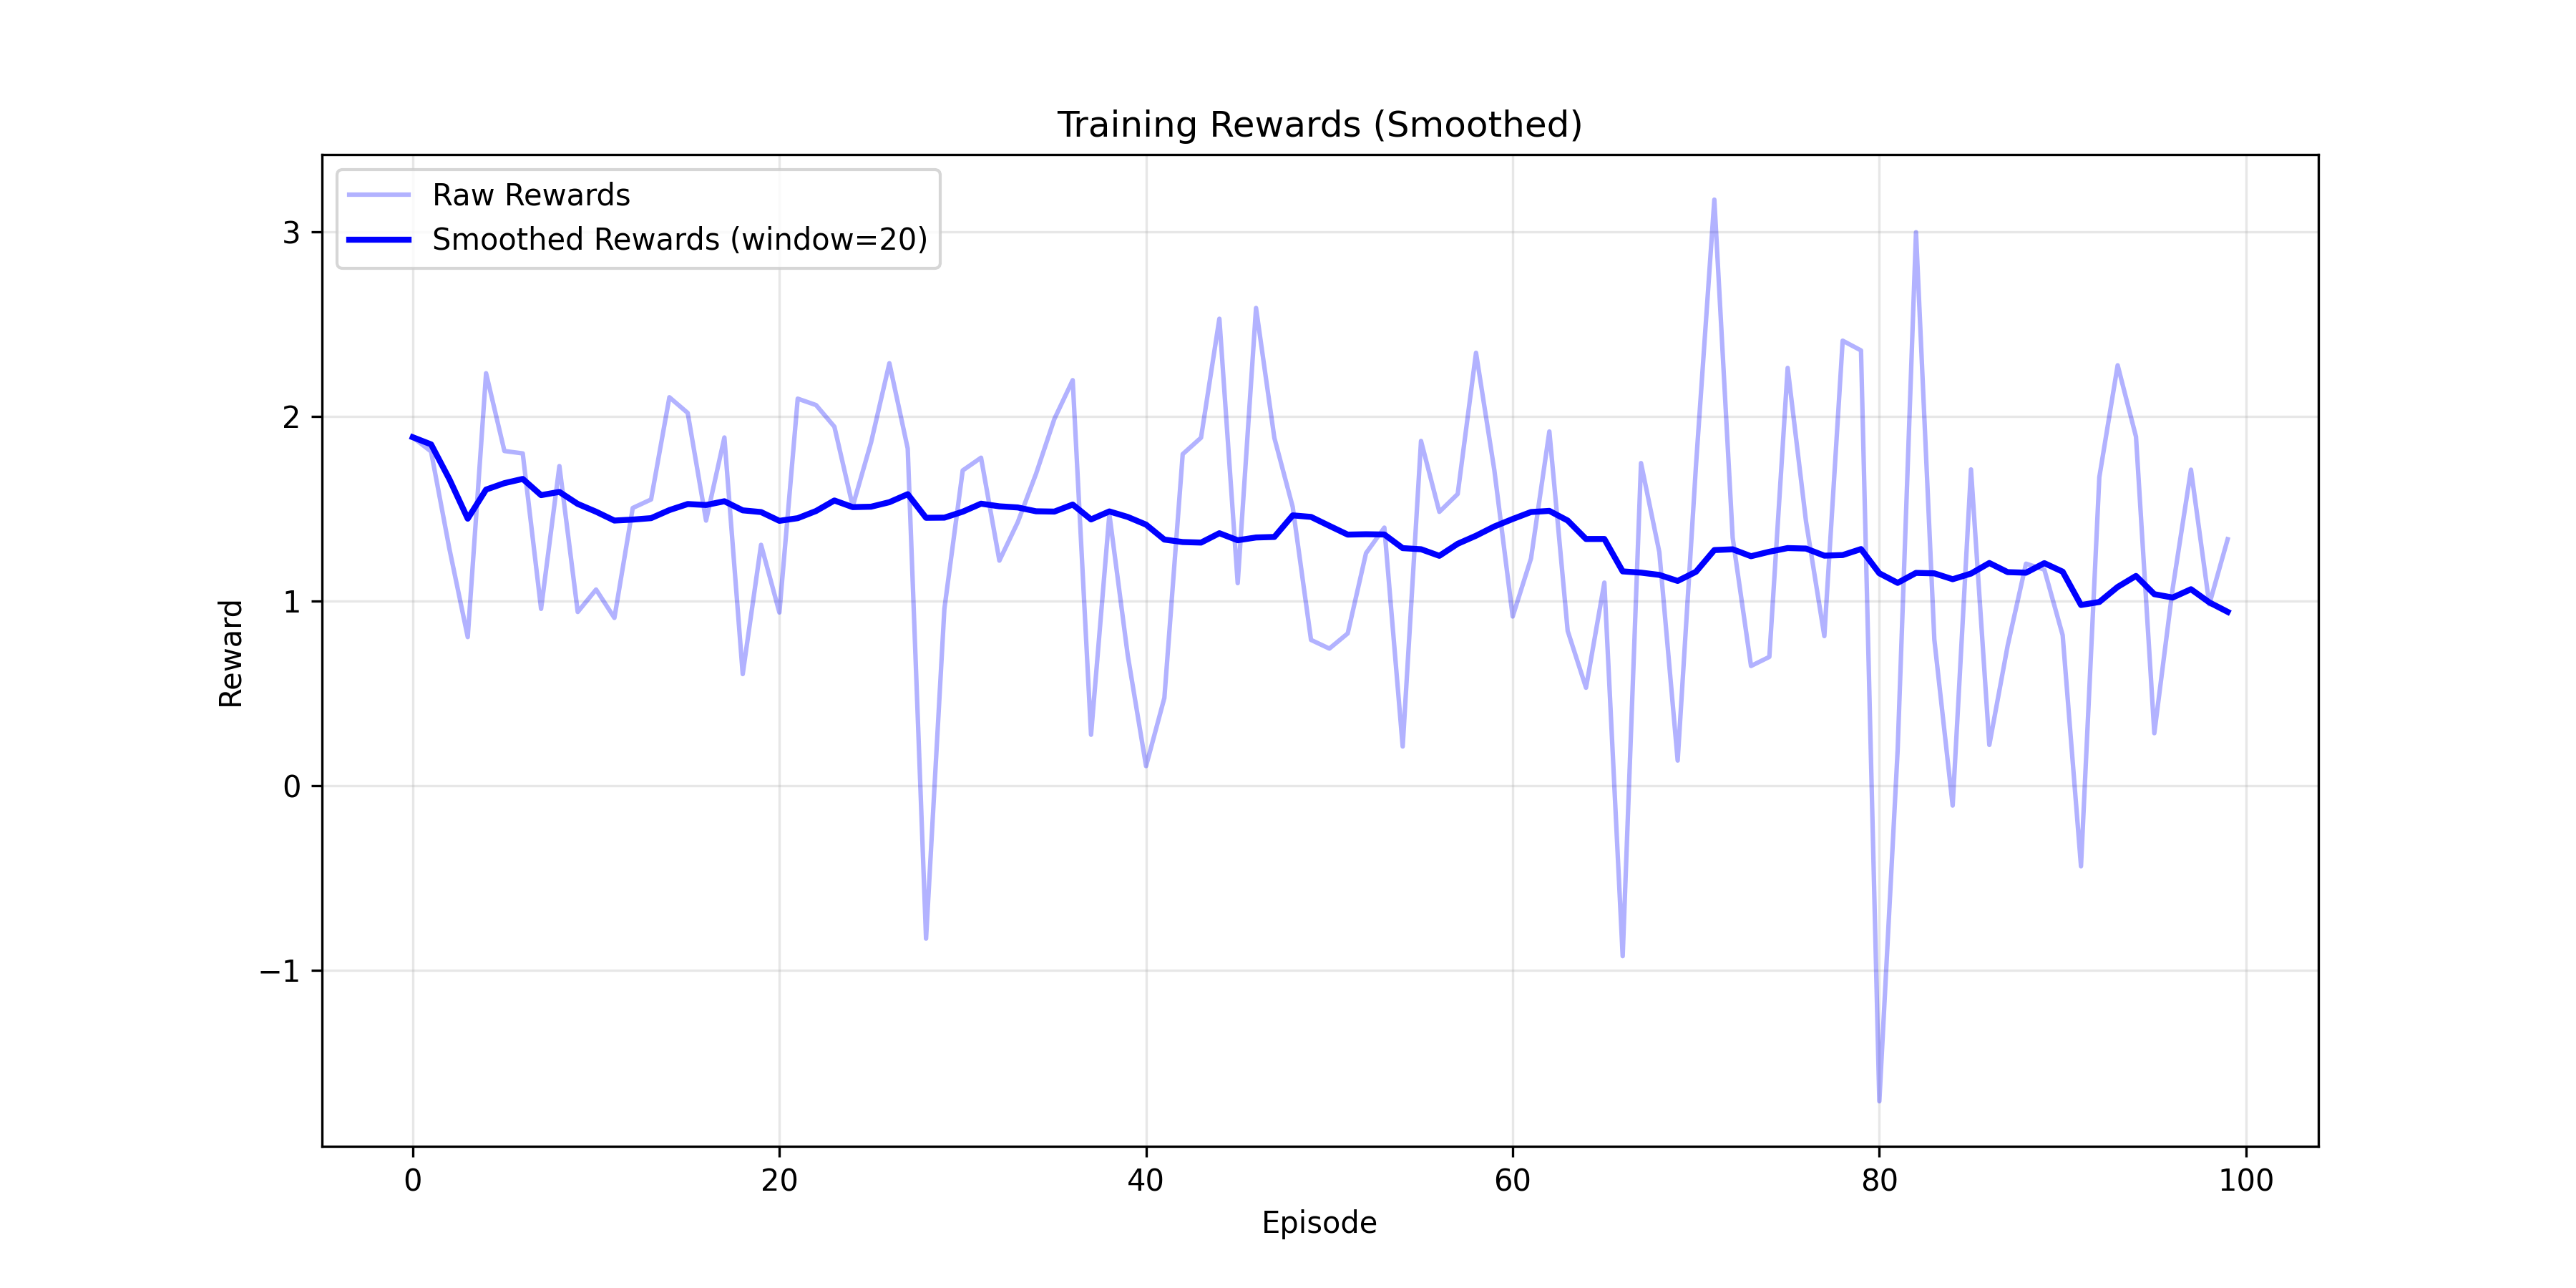 Training Rewards (Smoothed)
Raw Rewards
Smoothed Rewards (window=20)
Reward
3
2
1
0
−1
0
20
40
60
80
100
Episode